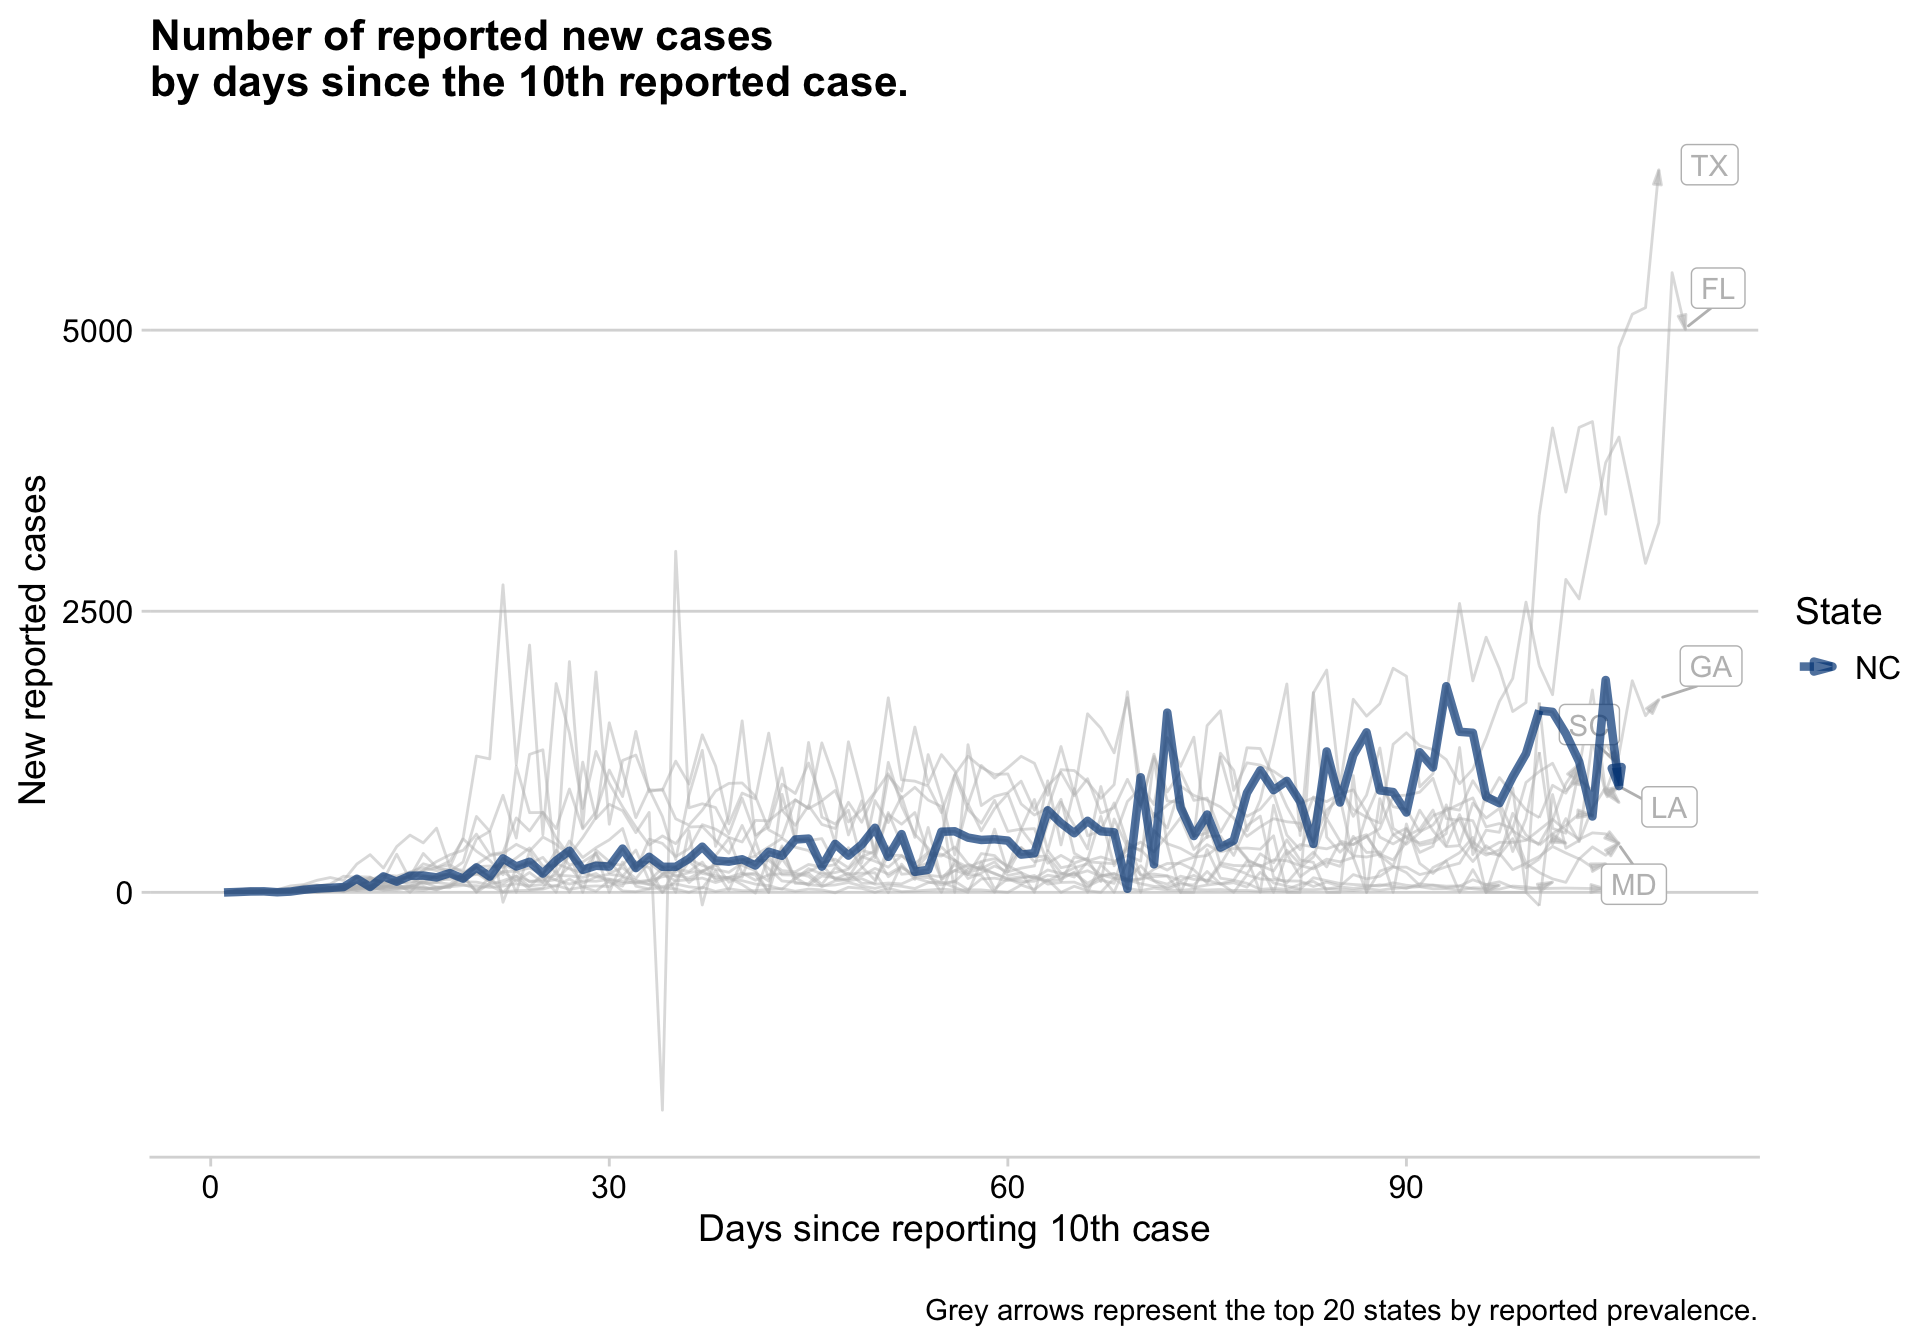 Number of reported new cases
by days since the 10th reported case.
TX
FL
5000
2500
GA
SC
LA
MD
0
New reported cases
State
NC
0 30 60 90
Days since reporting 10th case
Grey arrows represent the top 20 states by reported prevalence.